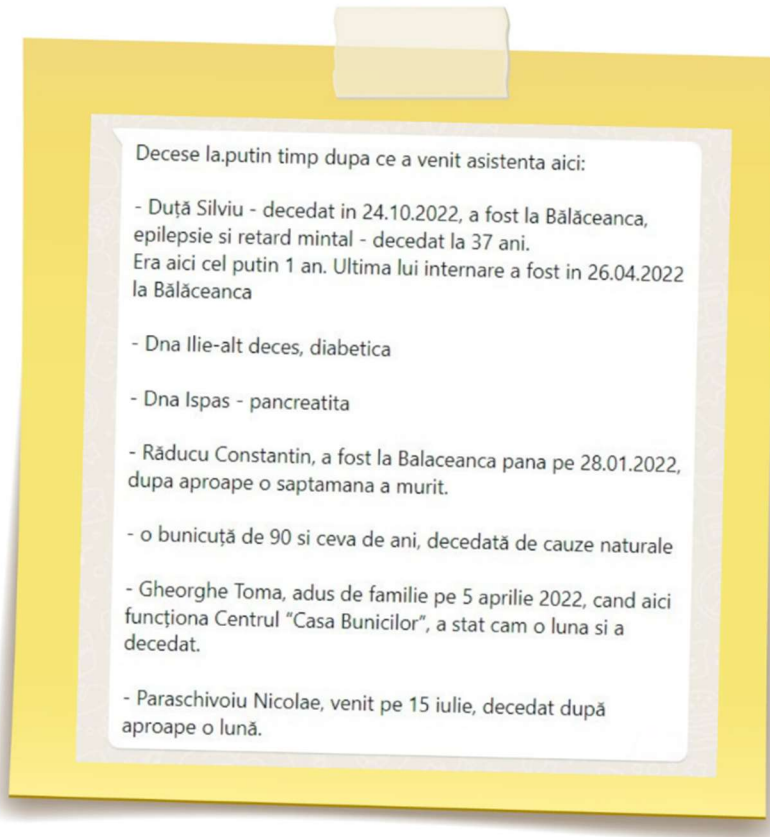 Decese la.putin timp dupa ce a venit asistenta aici:
- Duță Silviu - decedat in 24.10.2022, a fost la Bălăceanca,
epilepsie si retard mintal - decedat la 37 ani.
Era aici cel putin 1 an. Ultima lui internare a fost in 26.04.2022
la Bălăceanca
- Dna Ilie-alt deces, diabetica
- Dna Ispas - pancreatita
- Răducu Constantin, a fost la Balaceanca pana pe 28.01.2022,
dupa aproape o saptamana a murit.
- o bunicuță de 90 si ceva de ani, decedată de cauze naturale
- Gheorghe Toma, adus de familie pe 5 aprilie 2022, cand aici
funcționa Centrul “Casa Bunicilor”, a stat cam o luna si a
decedat.
- Paraschivoiu Nicolae, venit pe 15 iulie, decedat după
aproape o lună.